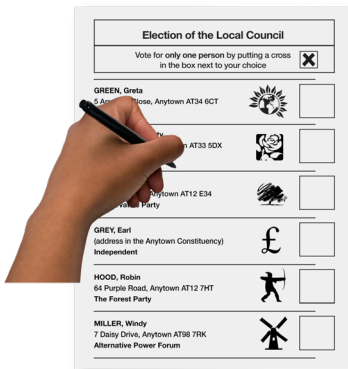 Election of the Local Council
Vote for only one person by putting a cross
in the box next to your choice
GREEN, Greta
5 Close, Anytown AT34 6CT
AT33 5DX
Anytown AT12 E34
Party
GREY, Earl
(address in the Anytown Constituency)
Independent
HOOD, Robin
64 Purple Road, Anytown AT12 7HT
The Forest Party
MILLER, Windy
7 Daisy Drive, Anytown AT98 7RK
Alternative Power Forum